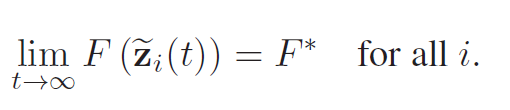 lim F (z̃ᵢ(t)) = F* for all i.
t→∞